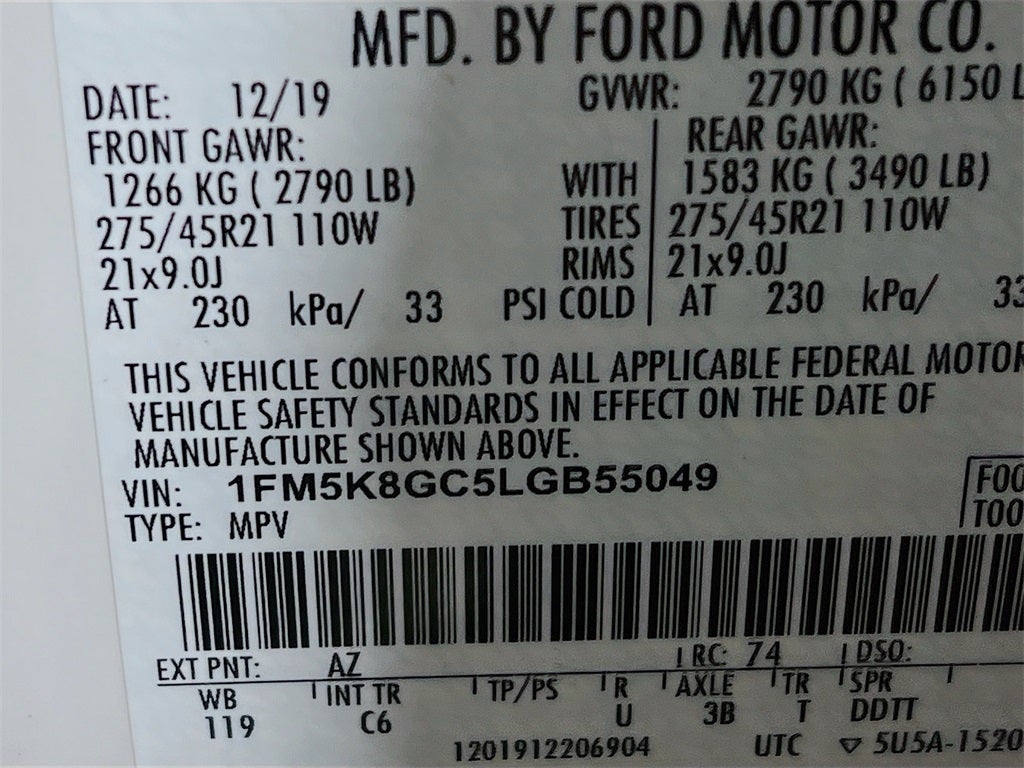 MFD. BY FORD MOTOR CO.
DATE: 12/19 GVWR: 2790 KG ( 6150 L
FRONT GAWR: REAR GAWR:
1266 KG ( 2790 LB) WITH 1583 KG ( 3490 LB)
275/45R21 110W TIRES 275/45R21 110W
21x9.0J RIMS 21x9.0J
AT 230 kPa/ 33 PSI COLD AT 230 kPa/ 33
THIS VEHICLE CONFORMS TO ALL APPLICABLE FEDERAL MOTOR
VEHICLE SAFETY STANDARDS IN EFFECT ON THE DATE OF
MANUFACTURE SHOWN ABOVE.
VIN: 1FM5K8GC5LGB55049
TYPE: MPV
F00
T00
EXT PNT: AZ RC: 74 DSO:
WB INT TR TP/PS R AXLE TR SPR
119 C6 U 3B T DDTT
1201912206904 UTC ▽ 5U5A-1520